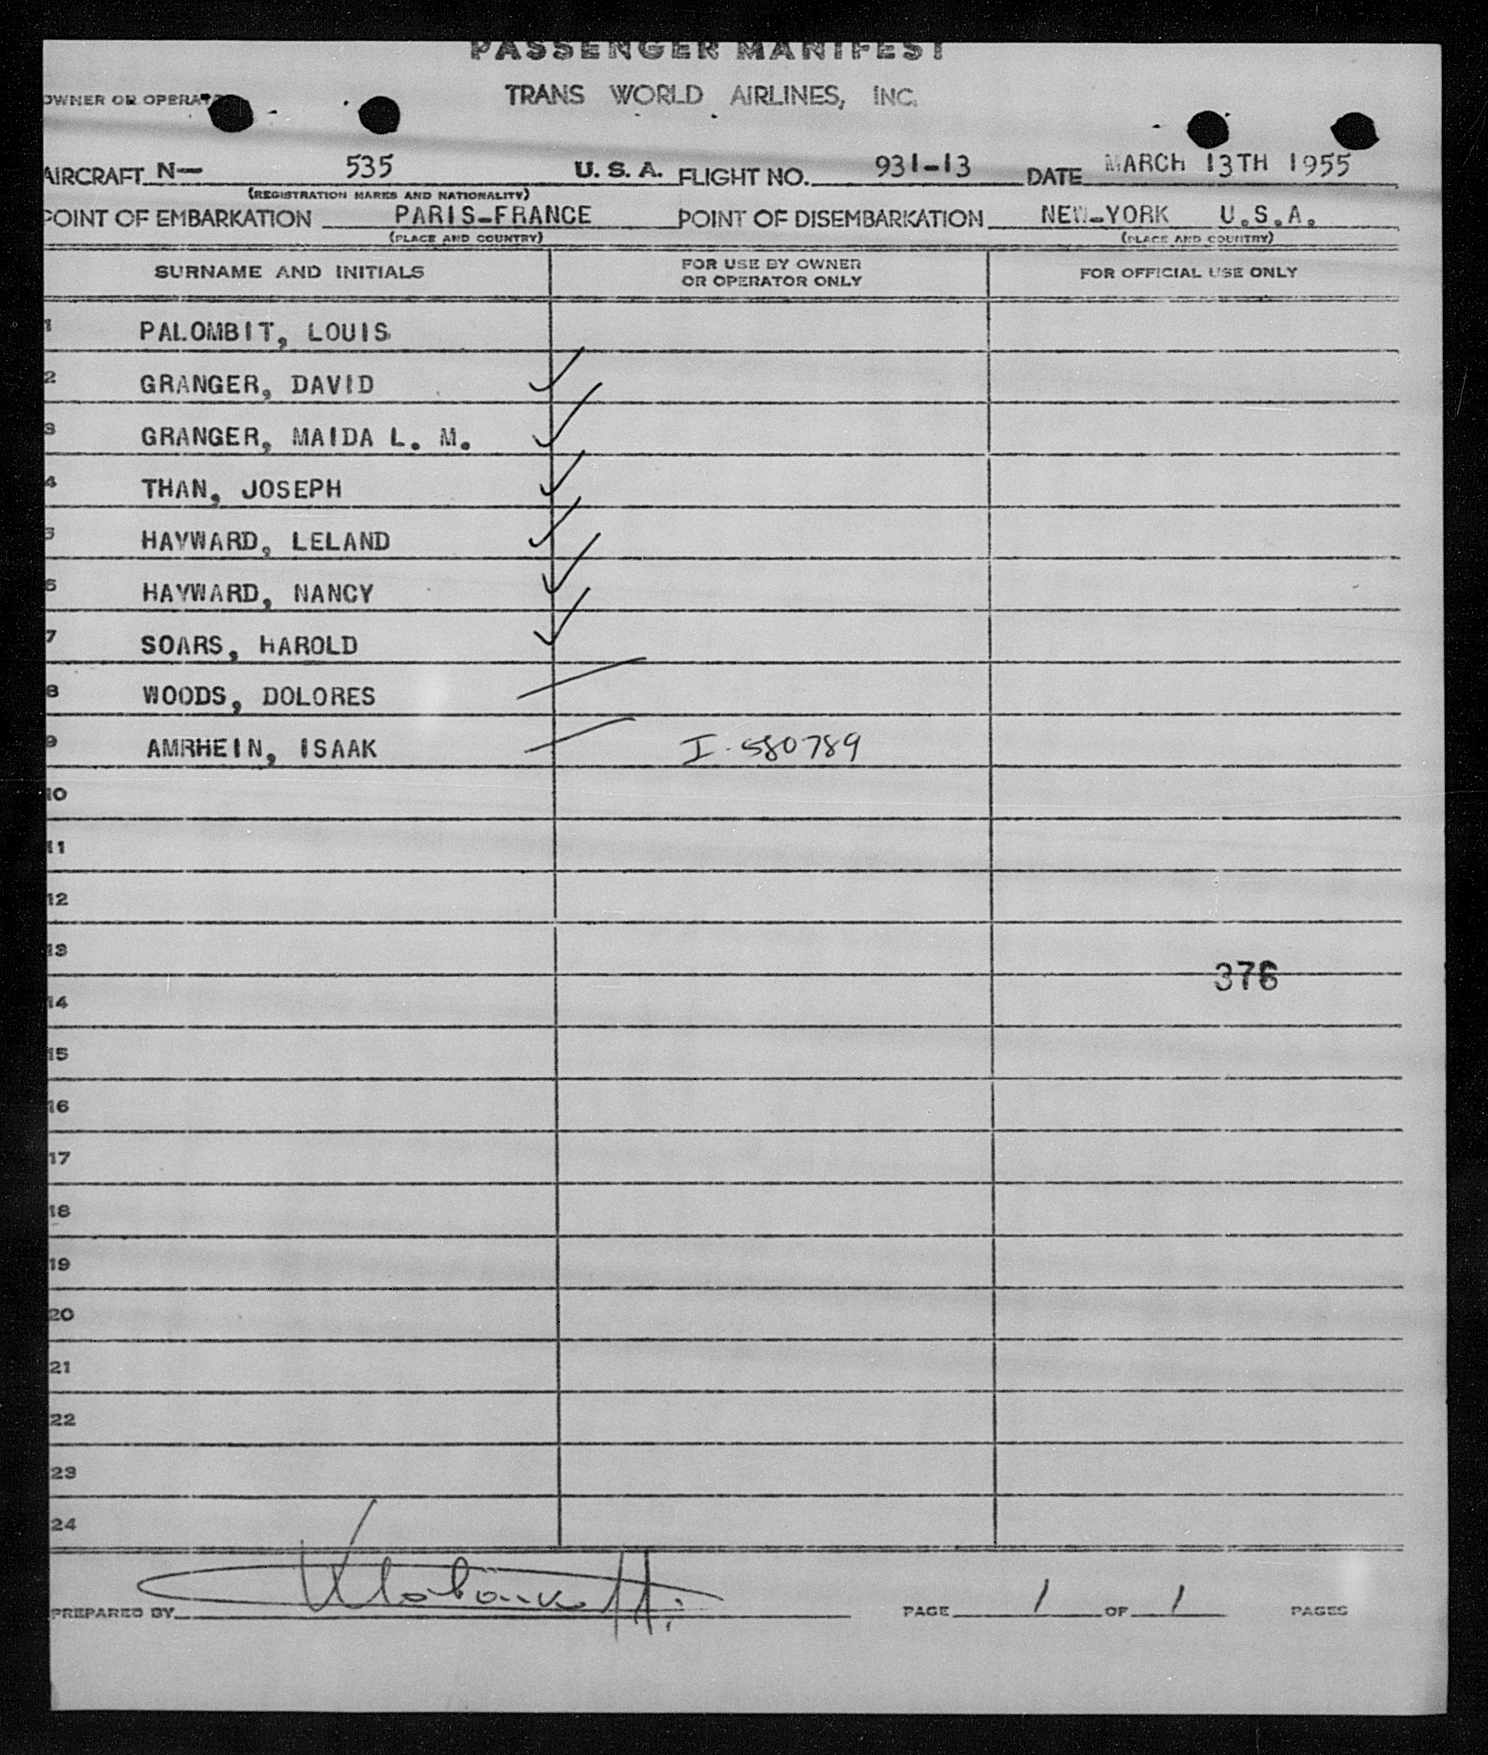 PASSENGER MANIFEST
OWNER OR OPERAT TRANS WORLD AIRLINES, INC.
AIRCRAFT N— 535 U. S. A. FLIGHT NO. 931-13 DATE MARCH 13TH 1955
(REGISTRATION MARKS AND NATIONALITY)
POINT OF EMBARKATION PARIS-FRANCE POINT OF DISEMBARKATION NEW-YORK U.S.A.
(PLACE AND COUNTRY) (PLACE AND COUNTRY)
SURNAME AND INITIALS FOR USE BY OWNER OR OPERATOR ONLY FOR OFFICIAL USE ONLY
1 PALOMBIT, LOUIS
2 GRANGER, DAVID
3 GRANGER, MAIDA L. M.
4 THAN, JOSEPH
5 HAYWARD, LELAND
6 HAYWARD, NANCY
7 SOARS, HAROLD
8 WOODS, DOLORES
9 AMRHEIN, ISAAK I-580789
10
11
12
13
376
14
15
16
17
18
19
20
21
22
23
24
PREPARED BY PAGE 1 OF 1 PAGES